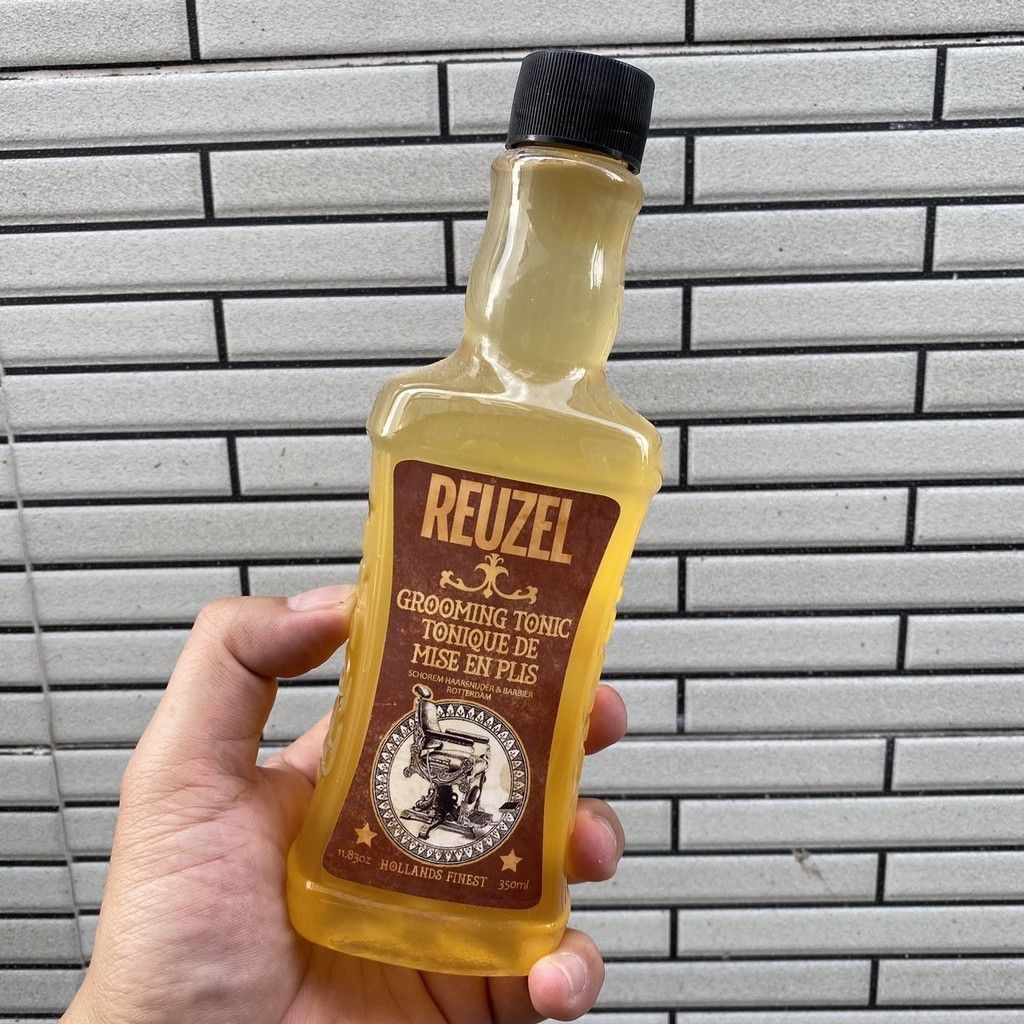 REUZEL
GROOMING TONIC
TONIQUE DE
MISE EN PLIS
SCHOREM HAARSNIJDER & BARBIER
ROTTERDAM
11.83oz
HOLLANDS FINEST
350ml